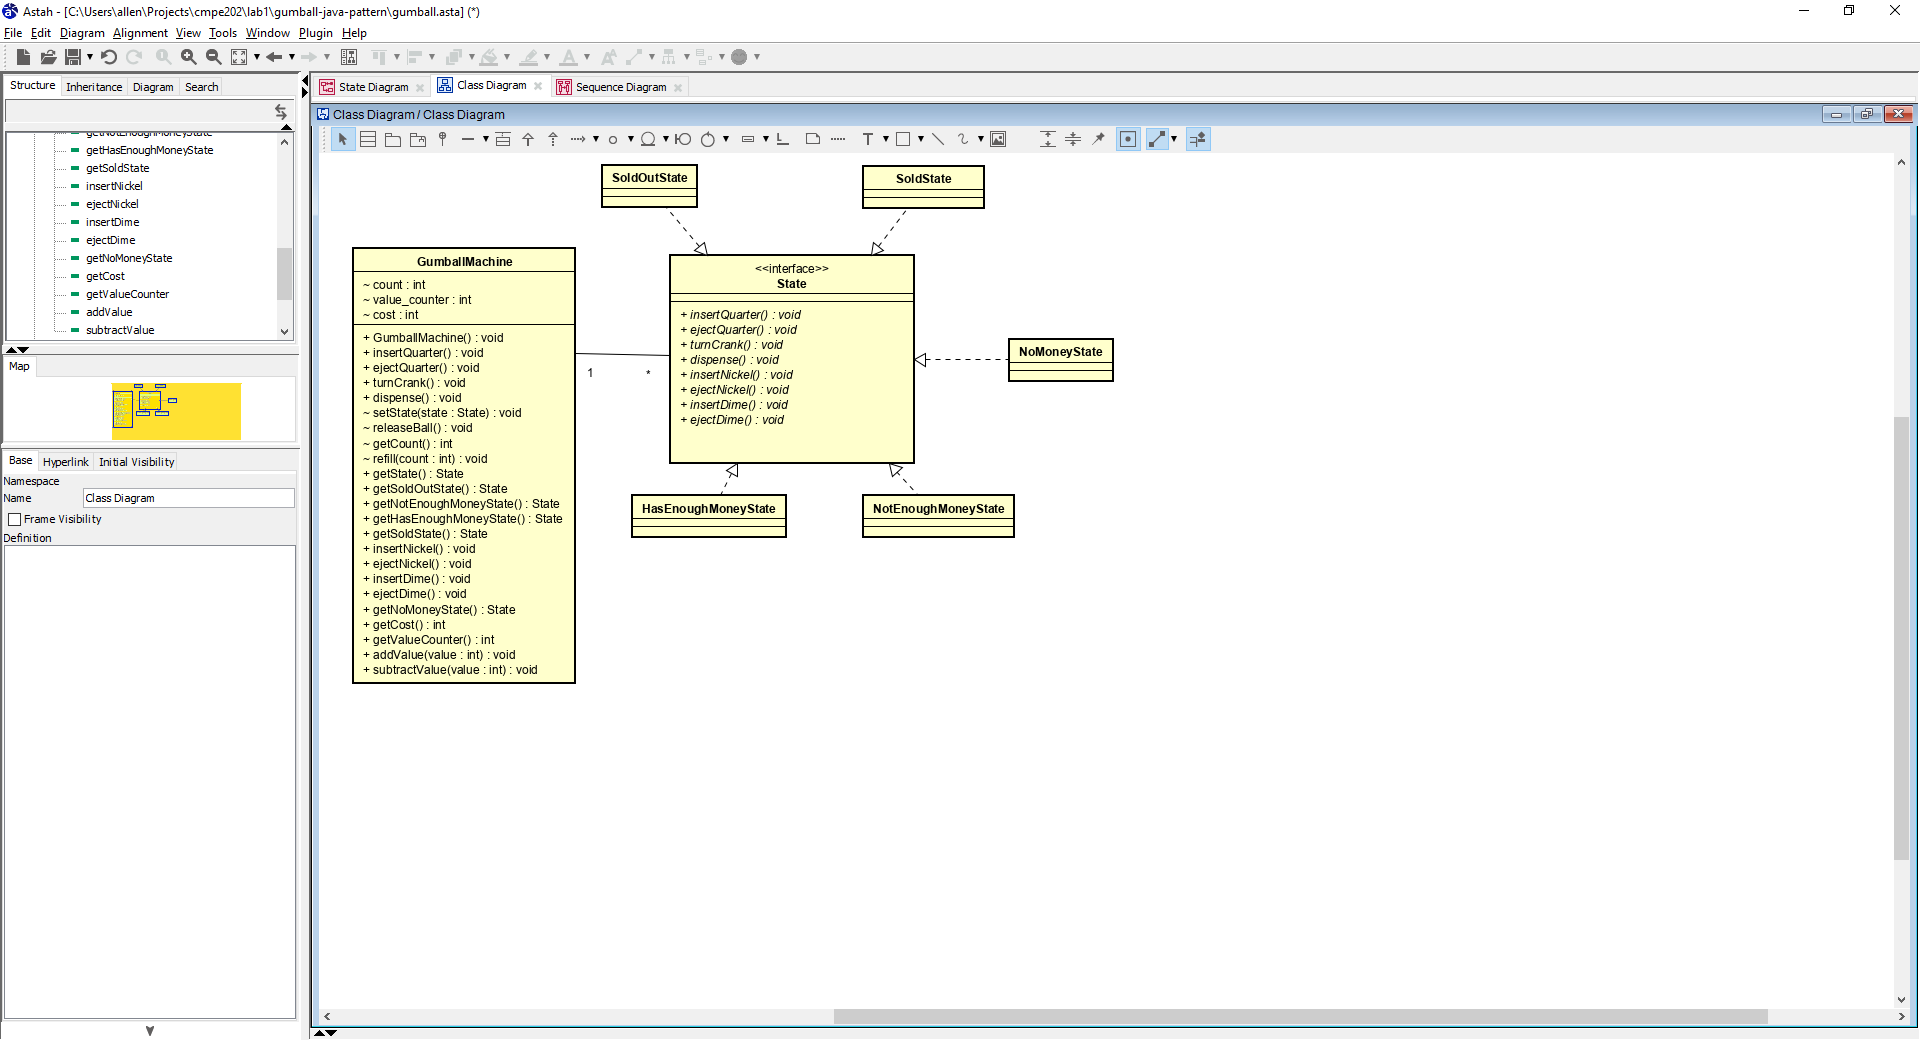 Astah - [C:\Users\allen\Projects\cmpe202\lab1\gumball-java-pattern\gumball.asta] (*)
File Edit Diagram Alignment View Tools Window Plugin Help
Structure Inheritance Diagram Search
getNotEnoughMoneyState
getHasEnoughMoneyState
getSoldState
insertNickel
ejectNickel
insertDime
ejectDime
getNoMoneyState
getCost
getValueCounter
addValue
subtractValue
Map
Base Hyperlink Initial Visibility
Namespace
Name Class Diagram
Frame Visibility
Definition
State Diagram Class Diagram Sequence Diagram
Class Diagram / Class Diagram
SoldOutState
SoldState
GumballMachine
~ count : int
~ value_counter : int
~ cost : int
+ GumballMachine() : void
+ insertQuarter() : void
+ ejectQuarter() : void
+ turnCrank() : void
+ dispense() : void
~ setState(state : State) : void
~ releaseBall() : void
~ getCount() : int
~ refill(count : int) : void
+ getState() : State
+ getSoldOutState() : State
+ getNotEnoughMoneyState() : State
+ getHasEnoughMoneyState() : State
+ getSoldState() : State
+ insertNickel() : void
+ ejectNickel() : void
+ insertDime() : void
+ ejectDime() : void
+ getNoMoneyState() : State
+ getCost() : int
+ getValueCounter() : int
+ addValue(value : int) : void
+ subtractValue(value : int) : void
1 *
<<interface>>
State
+ insertQuarter() : void
+ ejectQuarter() : void
+ turnCrank() : void
+ dispense() : void
+ insertNickel() : void
+ ejectNickel() : void
+ insertDime() : void
+ ejectDime() : void
NoMoneyState
HasEnoughMoneyState
NotEnoughMoneyState